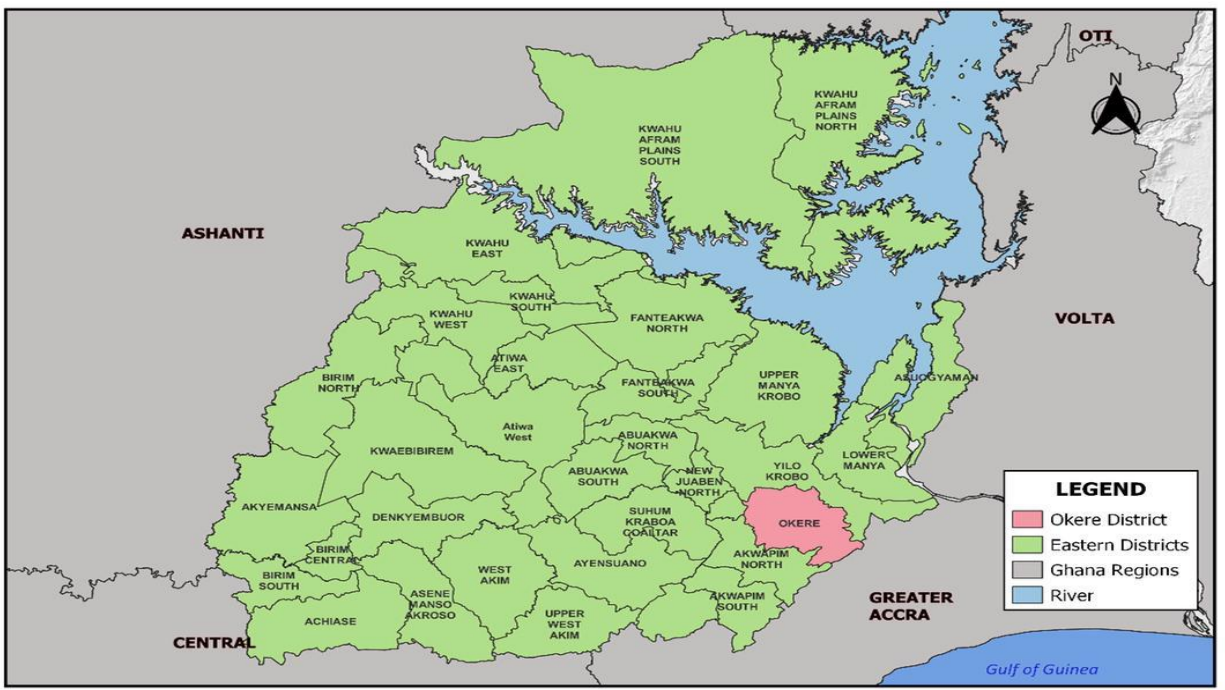 OTI
N
KWAHU
AFRAM
PLAINS
NORTH
KWAHU
AFRAM
PLAINS
SOUTH
ASHANTI
KWAHU
EAST
KWAHU
SOUTH
KWAHU
WEST
FANTEAKWA
NORTH
VOLTA
ATIWA
EAST
BIRIM
NORTH
FANTEAKWA
SOUTH
UPPER
MANYA
KROBO
ASUOGYAMAN
Atiwa
West
ABUAKWA
NORTH
KWAEBIBIREM
LOWER
MANYA
YILO
KROBO
ABUAKWA
SOUTH
NEW
JUABEN
NORTH
AKYEMANSA
DENKYEMBUOR
SUHUM
KRABOA
COALTAR
OKERE
BIRIM
CENTRAL
AKWAPIM
NORTH
BIRIM
SOUTH
WEST
AKIM
AYENSUANO
ASENE
MANSO
AKROSO
AKWAPIM
SOUTH
ACHIASE
UPPER
WEST
AKIM
CENTRAL
GREATER
ACCRA
LEGEND
Okere District
Eastern Districts
Ghana Regions
River
Gulf of Guinea